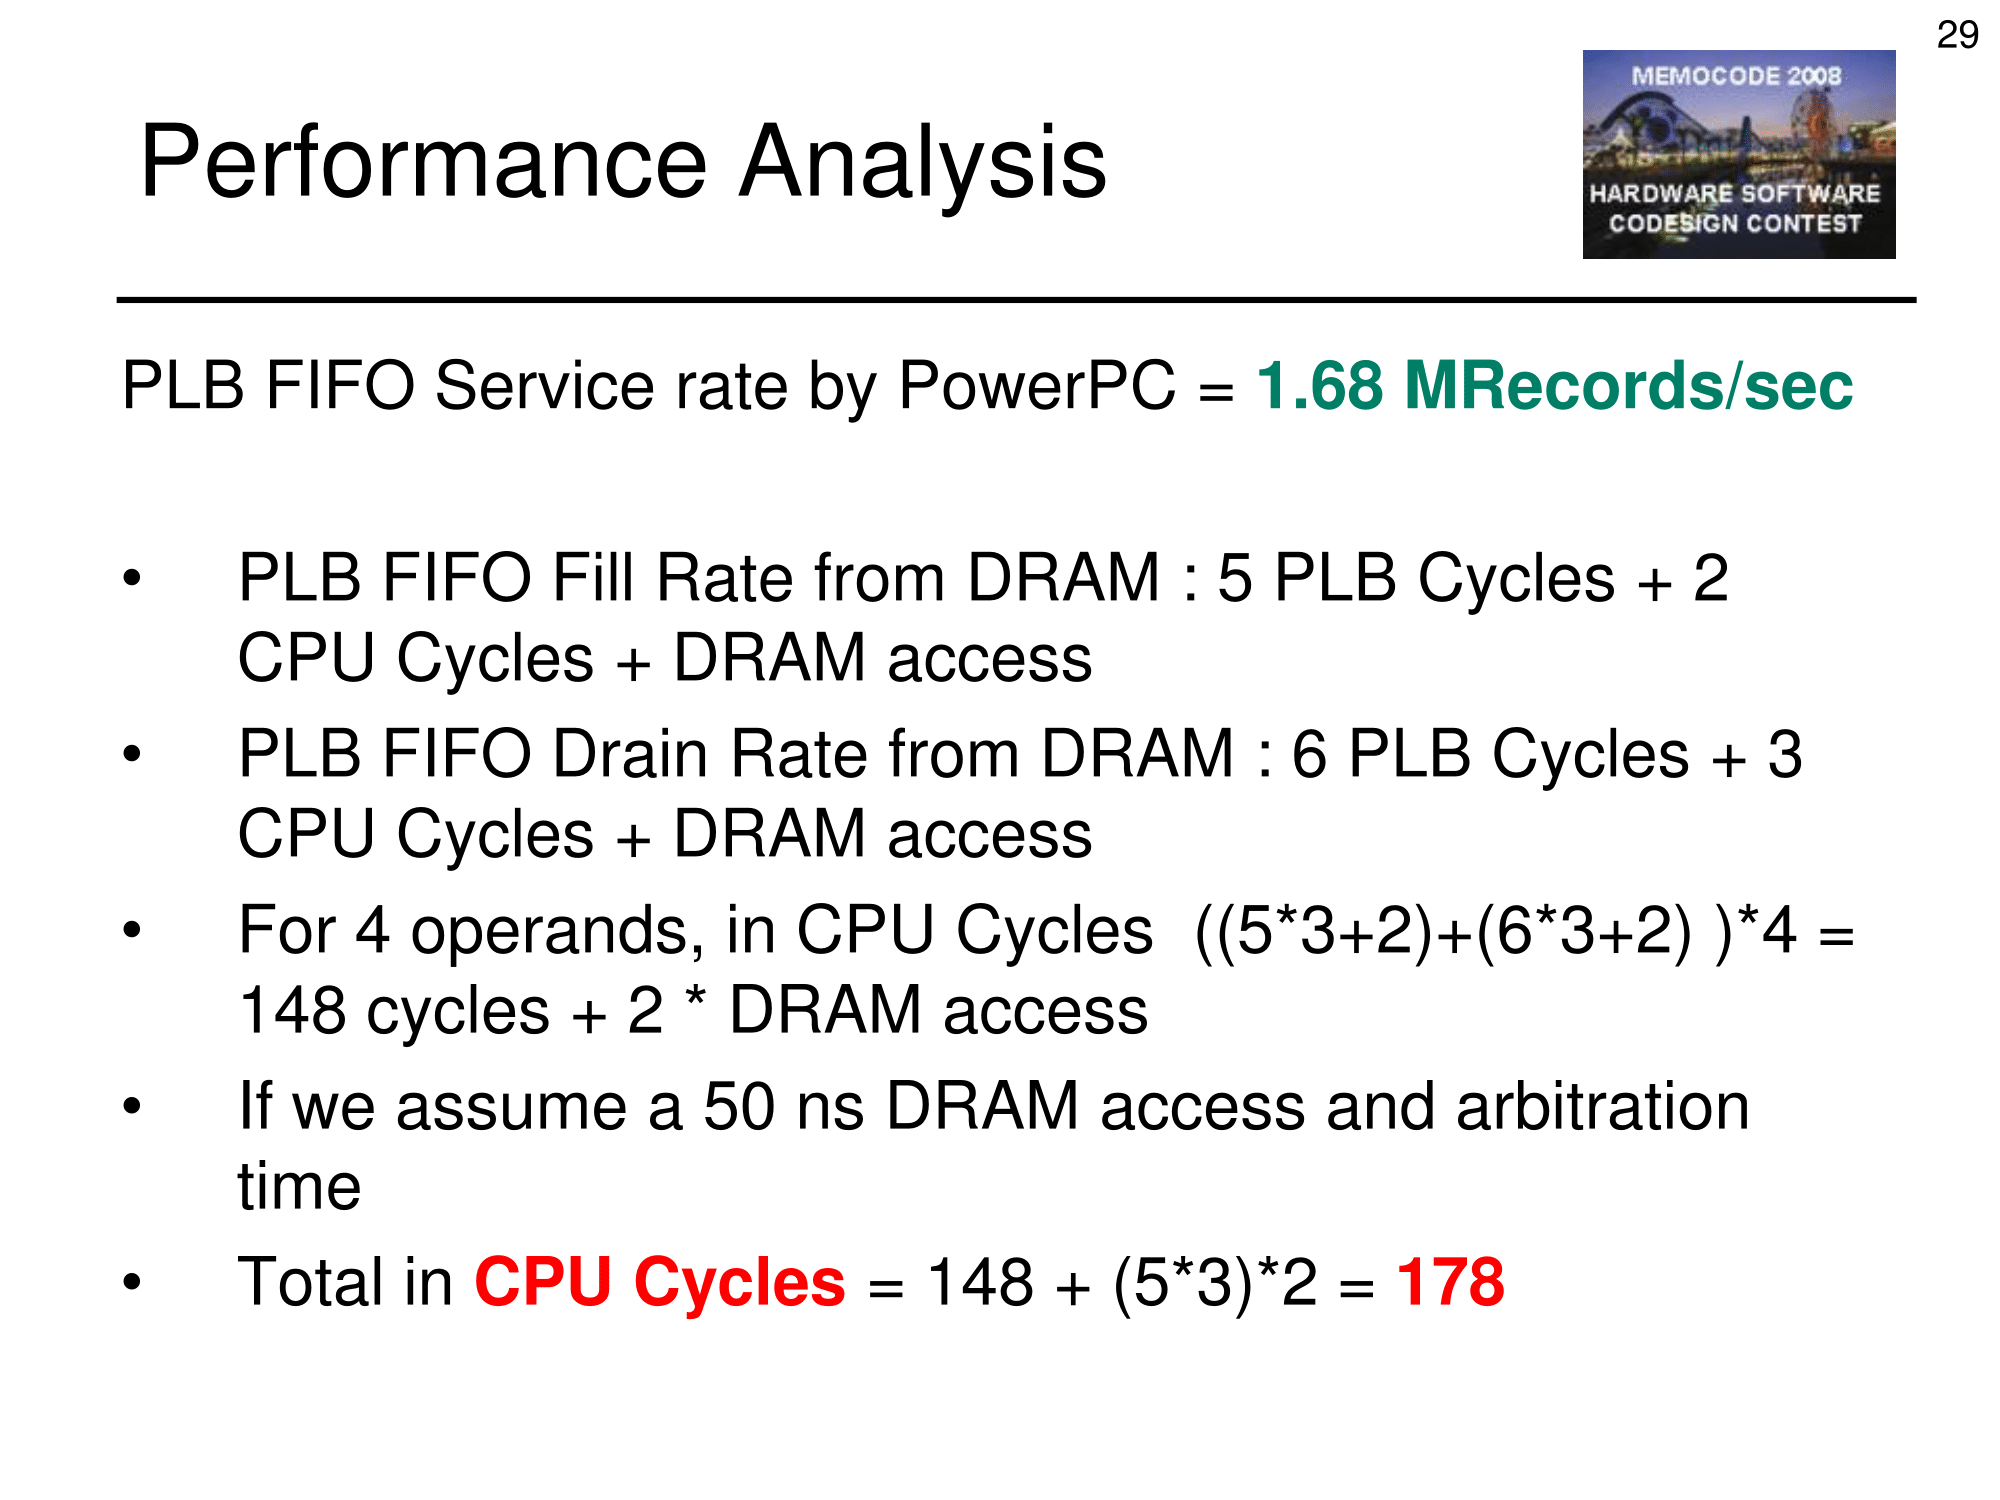 29
MEMOCODE 2008
HARDWARE SOFTWARE
CODESIGN CONTEST
Performance Analysis
PLB FIFO Service rate by PowerPC = 1.68 MRecords/sec
• PLB FIFO Fill Rate from DRAM : 5 PLB Cycles + 2
CPU Cycles + DRAM access
• PLB FIFO Drain Rate from DRAM : 6 PLB Cycles + 3
CPU Cycles + DRAM access
• For 4 operands, in CPU Cycles ((5*3+2)+(6*3+2) )*4 =
148 cycles + 2 * DRAM access
• If we assume a 50 ns DRAM access and arbitration
time
• Total in CPU Cycles = 148 + (5*3)*2 = 178